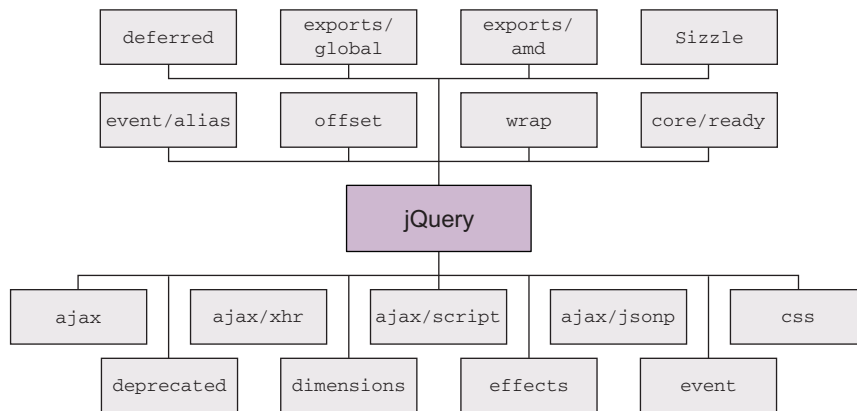 deferred
exports/
global
exports/
amd
Sizzle
event/alias
offset
wrap
core/ready
jQuery
ajax
ajax/xhr
ajax/script
ajax/jsonp
css
deprecated
dimensions
effects
event